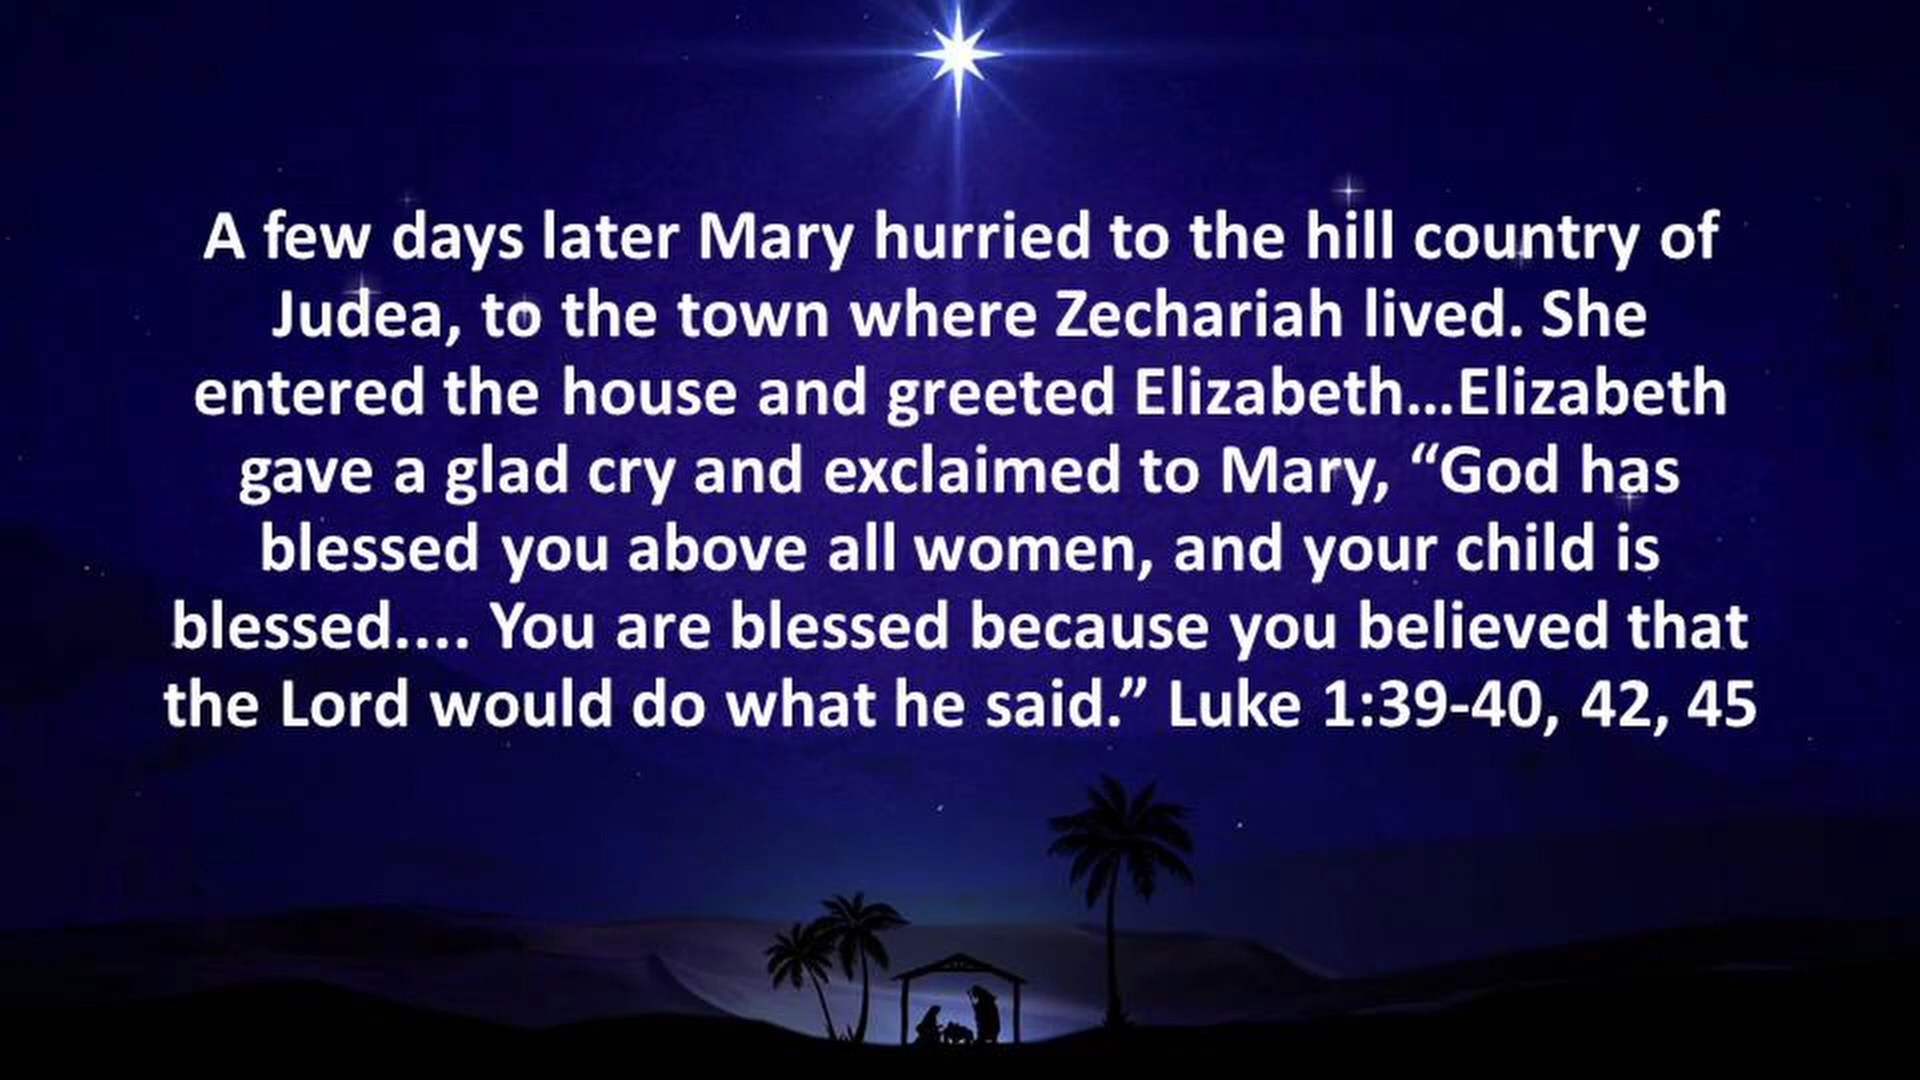 A few days later Mary hurried to the hill country of
Judea, to the town where Zechariah lived. She
entered the house and greeted Elizabeth...Elizabeth
gave a glad cry and exclaimed to Mary, “God has
blessed you above all women, and your child is
blessed.... You are blessed because you believed that
the Lord would do what he said.” Luke 1:39-40, 42, 45